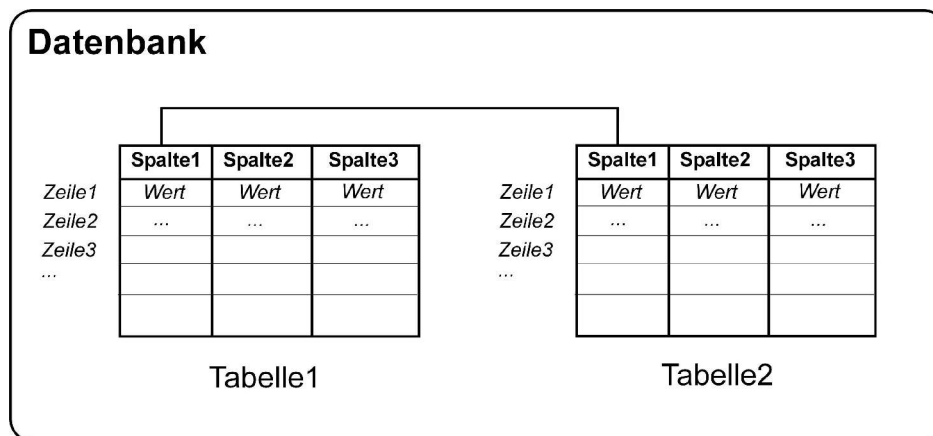 Datenbank
Spalte1 Spalte2 Spalte3
Zeile1 Wert Wert Wert
Zeile2 ... ... ...
Zeile3
...
Tabelle1
Spalte1 Spalte2 Spalte3
Zeile1 Wert Wert Wert
Zeile2 ... ... ...
Zeile3
...
Tabelle2